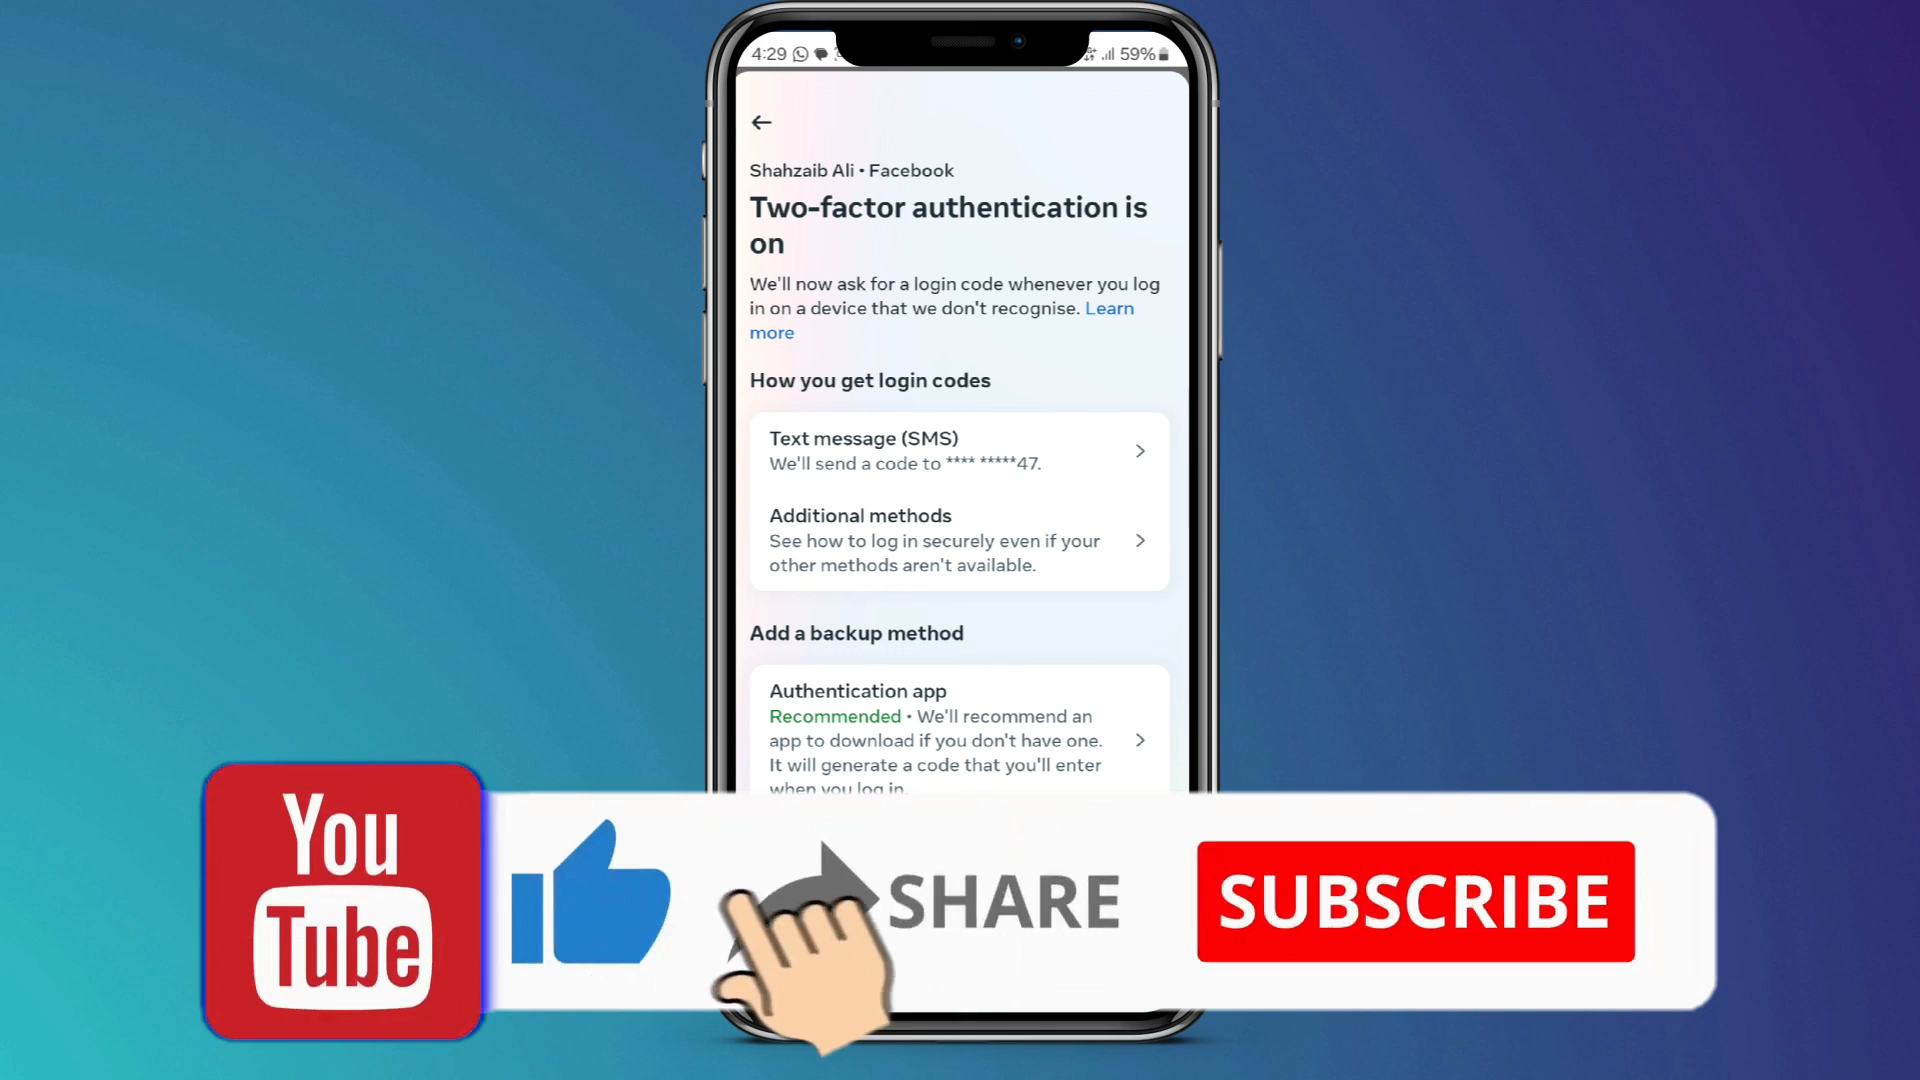 4:29
59%
Shahzaib Ali • Facebook
Two-factor authentication is
on
We'll now ask for a login code whenever you log
in on a device that we don't recognise. Learn
more
How you get login codes
Text message (SMS)
We'll send a code to **** *****47.
Additional methods
See how to log in securely even if your
other methods aren't available.
Add a backup method
Authentication app
Recommended • We'll recommend an
app to download if you don't have one.
It will generate a code that you'll enter
when you log in.
You
Tube
SHARE
SUBSCRIBE